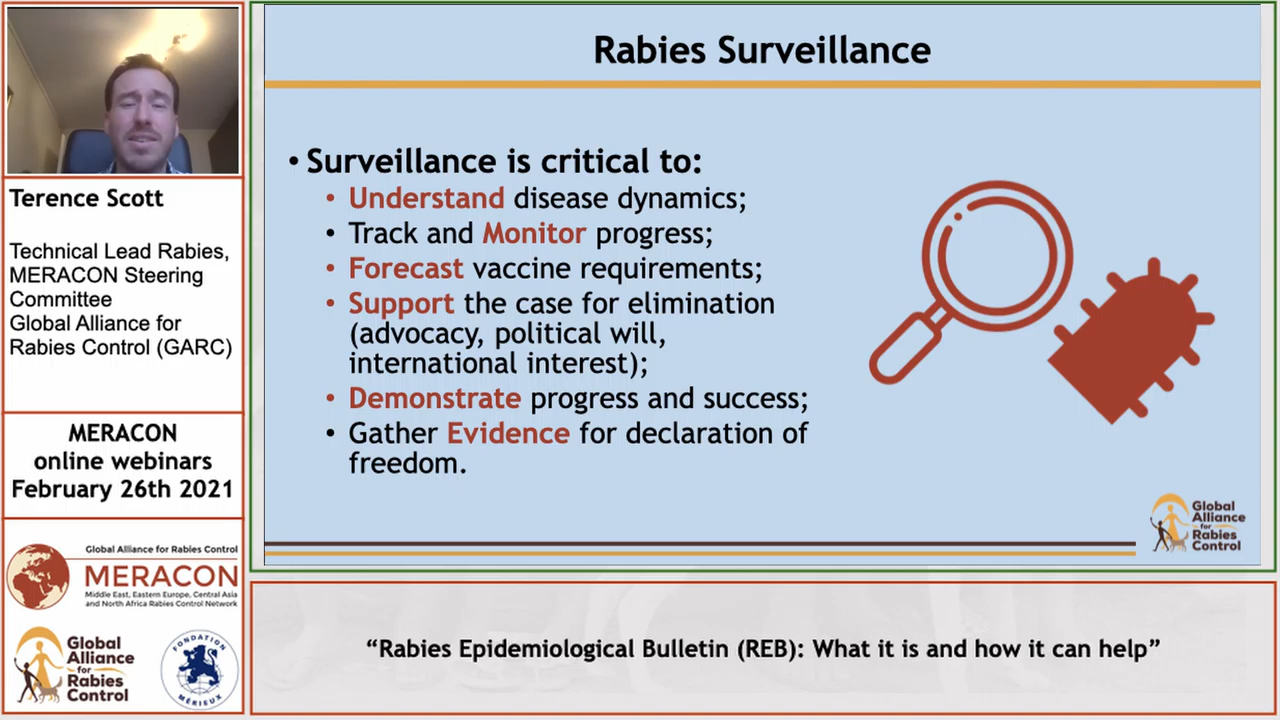 Terence Scott
Technical Lead Rabies,
MERACON Steering
Committee
Global Alliance for
Rabies Control (GARC)
MERACON
online webinars
February 26th 2021
Global Alliance for Rabies Control
MERACON
Middle East, Eastern Europe, Central Asia
and North Africa Rabies Control Network
Global
Alliance
for
Rabies
Control
FONDATION
MÉRIEUX
Rabies Surveillance
• Surveillance is critical to:
• Understand disease dynamics;
• Track and Monitor progress;
• Forecast vaccine requirements;
• Support the case for elimination
(advocacy, political will,
international interest);
• Demonstrate progress and success;
• Gather Evidence for declaration of
freedom.
Global
Alliance
for
Rabies
Control
“Rabies Epidemiological Bulletin (REB): What it is and how it can help”